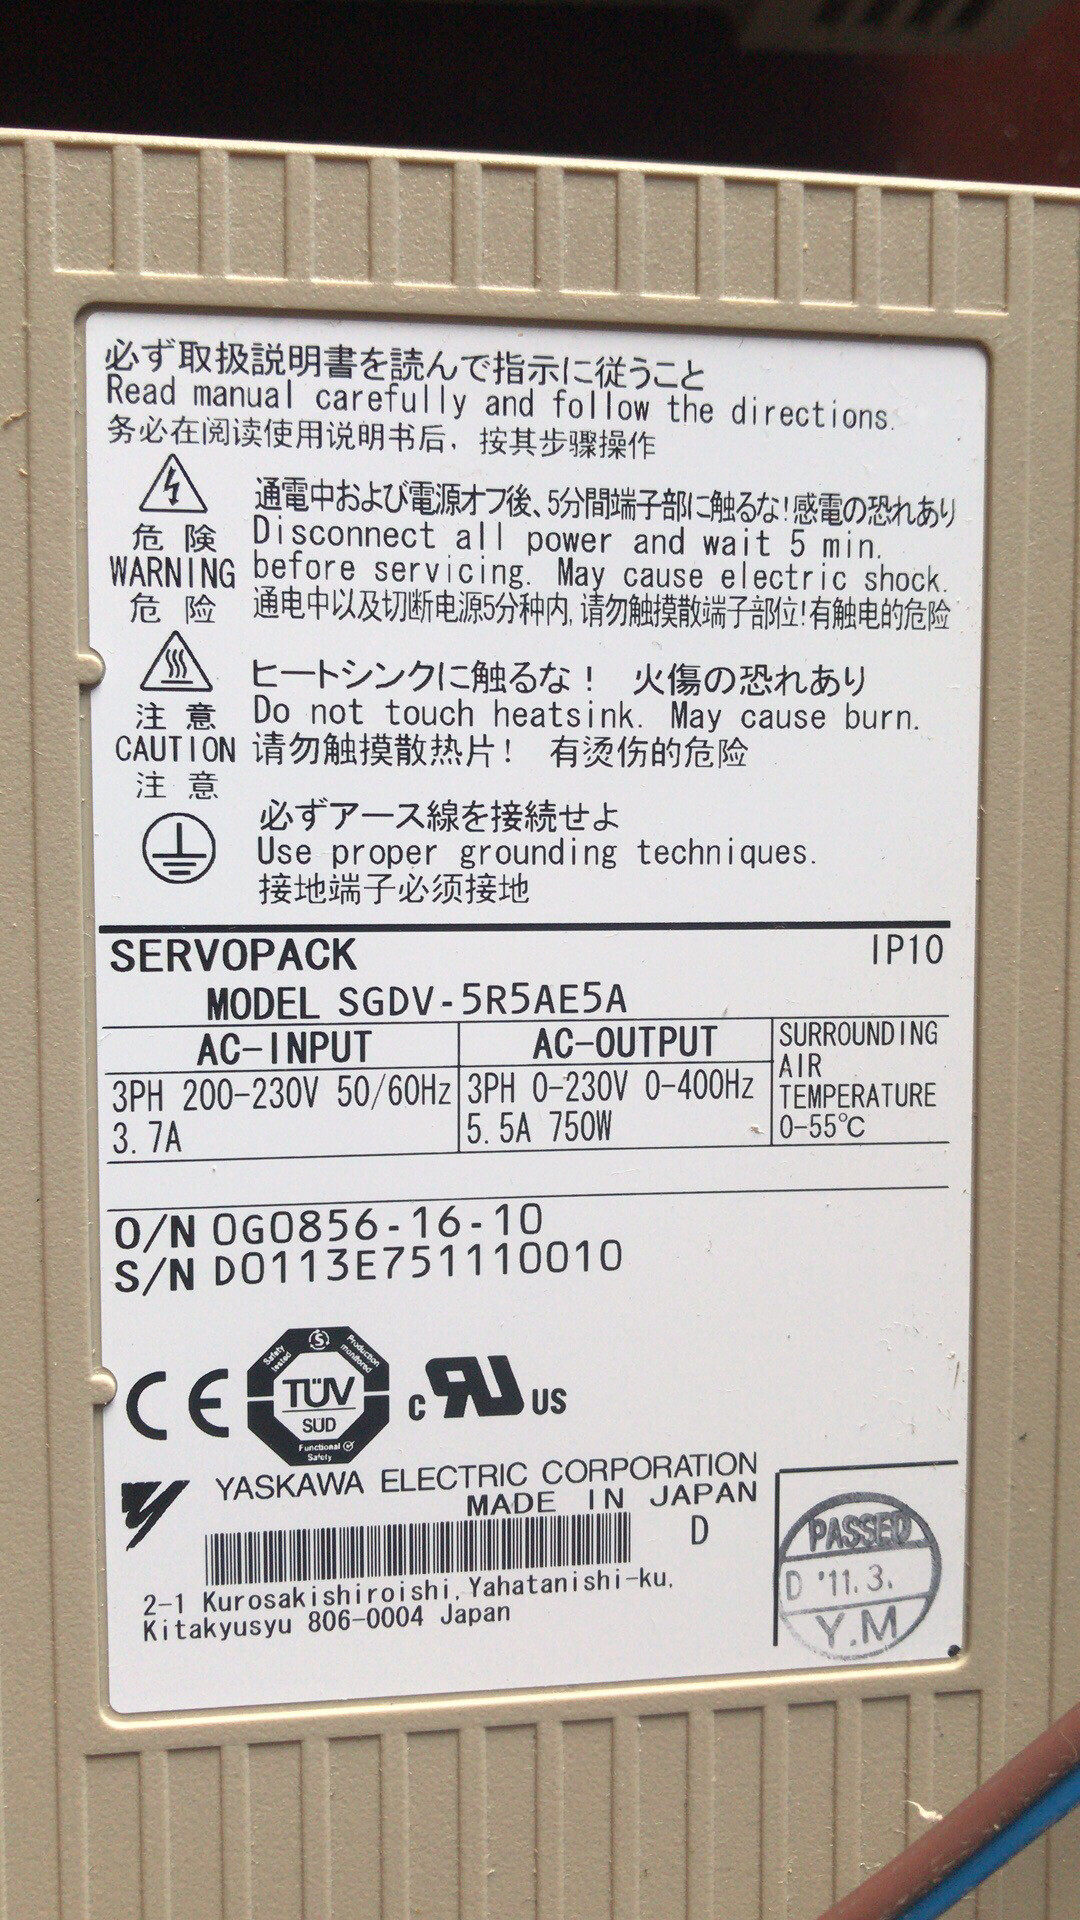 必ず取扱説明書を読んで指示に従うこと
Read manual carefully and follow the directions.
务必在阅读使用说明书后，按其步骤操作
危 険
WARNING
危 险
通電中および電源オフ後、5分間端子部に触るな!感電の恐れあり
Disconnect all power and wait 5 min.
before servicing. May cause electric shock.
通电中以及切断电源5分种内,请勿触摸散端子部位!有触电的危险
注 意
CAUTION
注 意
ヒートシンクに触るな! 火傷の恐れあり
Do not touch heatsink. May cause burn.
请勿触摸散热片! 有烫伤的危险
必ずアース線を接続せよ
Use proper grounding techniques.
接地端子必须接地
SERVOPACK IP10
MODEL SGDV-5R5AE5A
AC-INPUT
3PH 200-230V 50/60Hz
3.7A
AC-OUTPUT
3PH 0-230V 0-400Hz
5.5A 750W
SURROUNDING
AIR
TEMPERATURE
0-55℃
O/N 0G0856-16-10
S/N D0113E751110010
CE
Safety tested
S
Production monitored
TÜV
SÜD
Functional
Safety
c RU US
YASKAWA ELECTRIC CORPORATION
MADE IN JAPAN
D
2-1 Kurosakishiroishi,Yahatanishi-ku,
Kitakyusyu 806-0004 Japan
PASSED
D '11.3.
Y.M